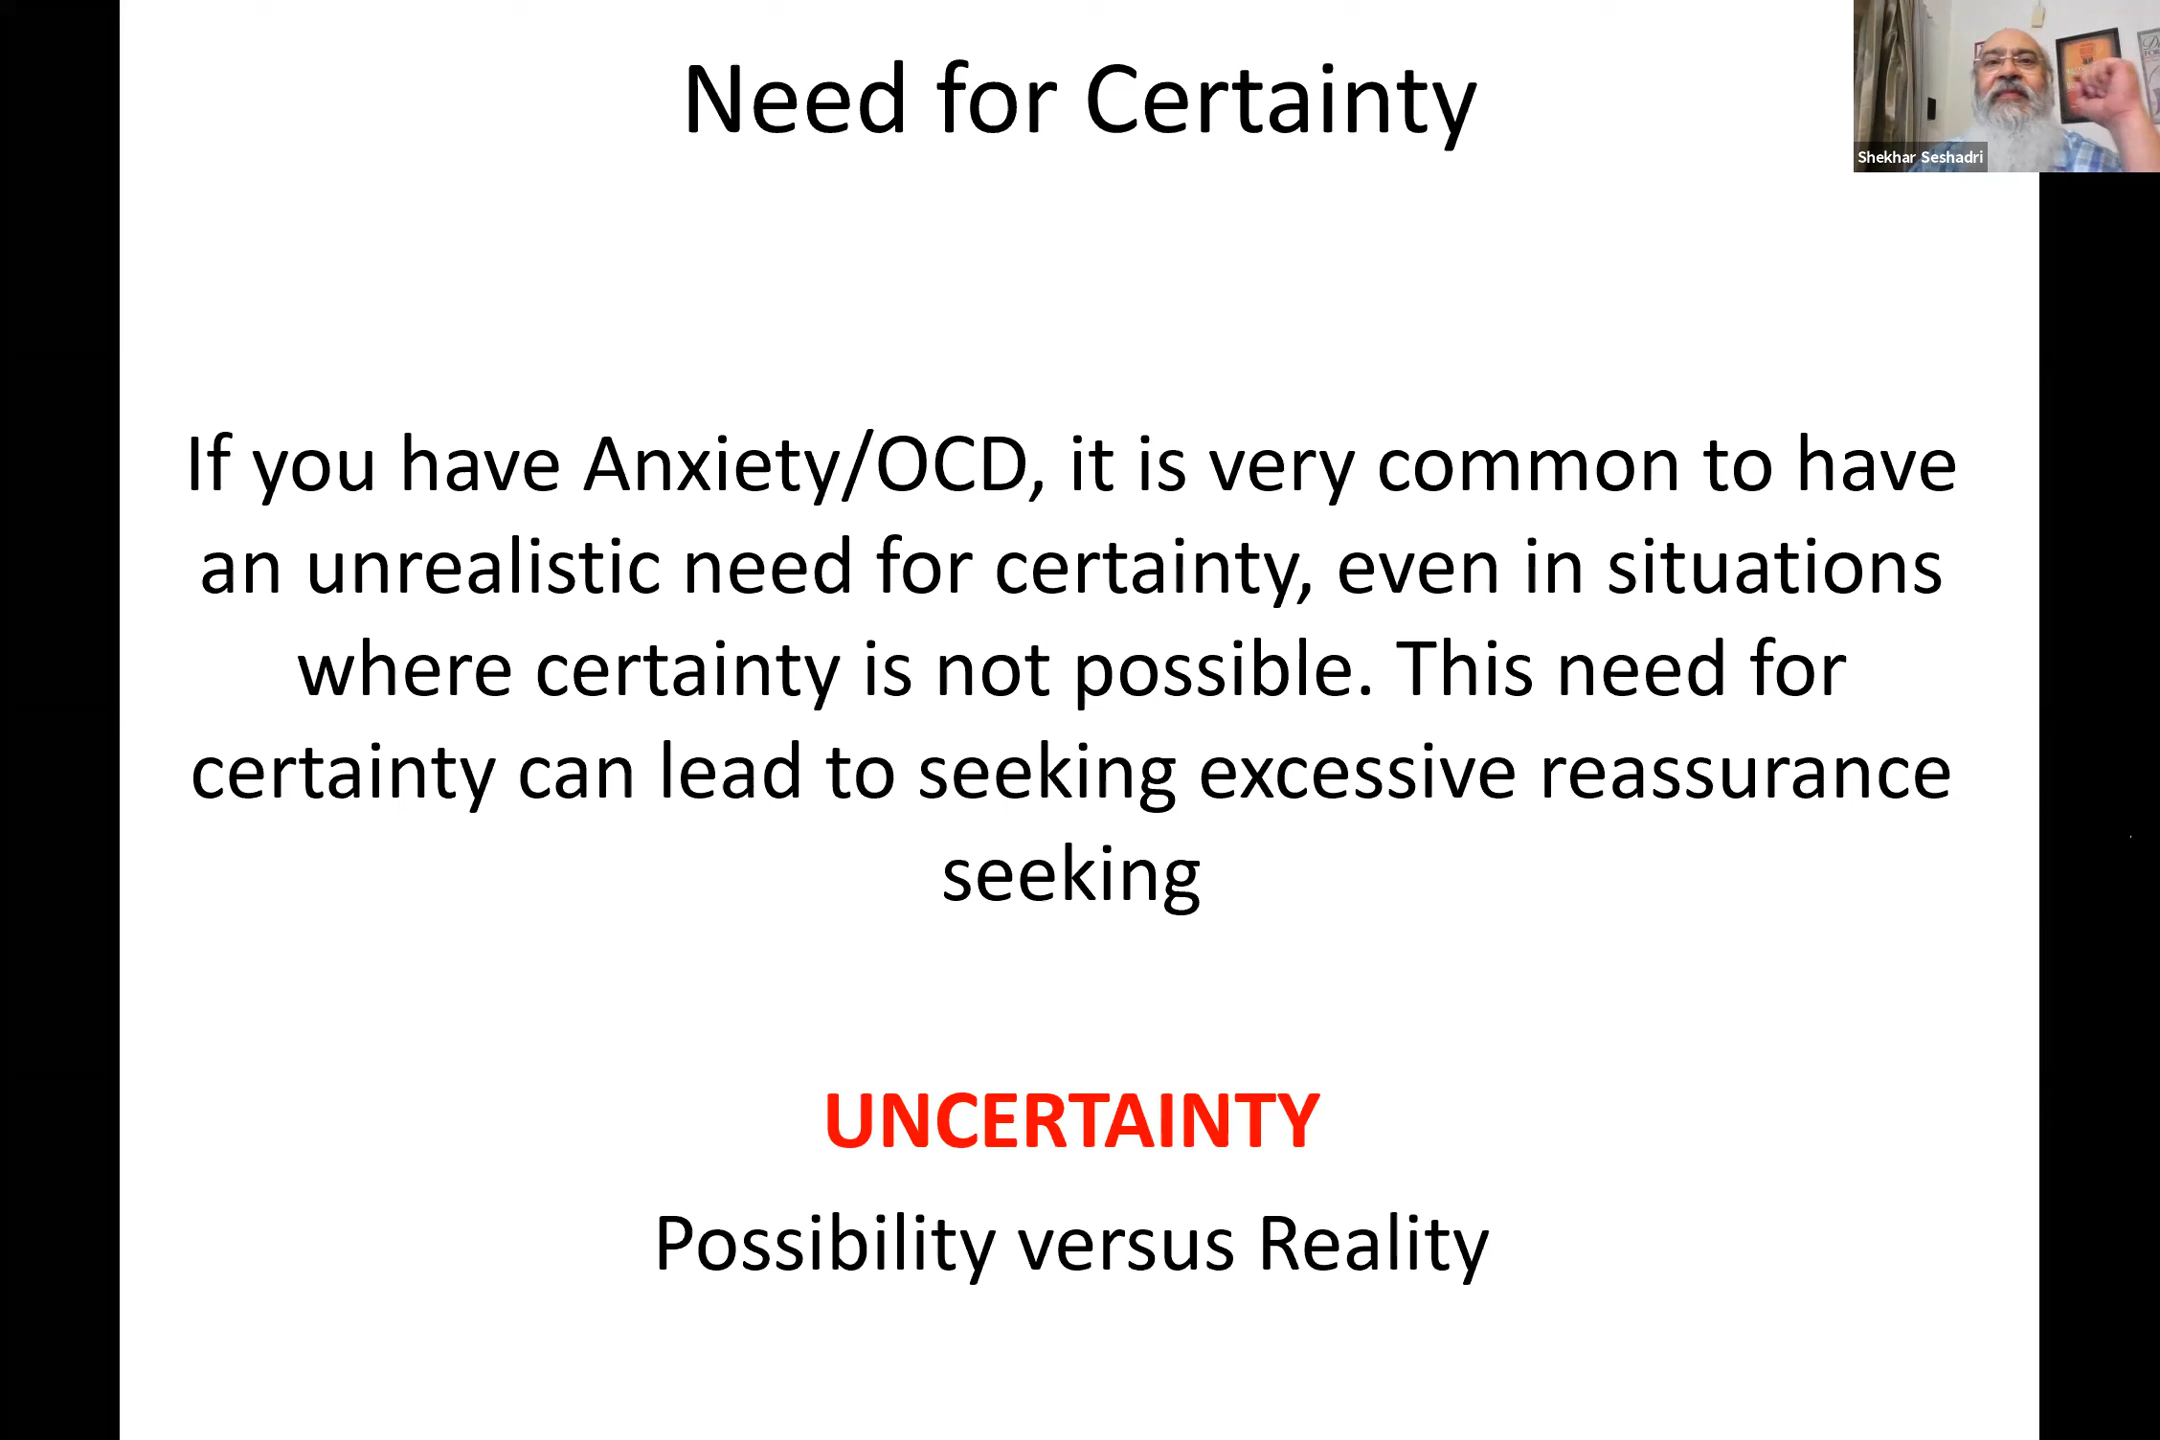 Need for Certainty
Shekhar Seshadri
If you have Anxiety/OCD, it is very common to have
an unrealistic need for certainty, even in situations
where certainty is not possible. This need for
certainty can lead to seeking excessive reassurance
seeking
UNCERTAINTY
Possibility versus Reality